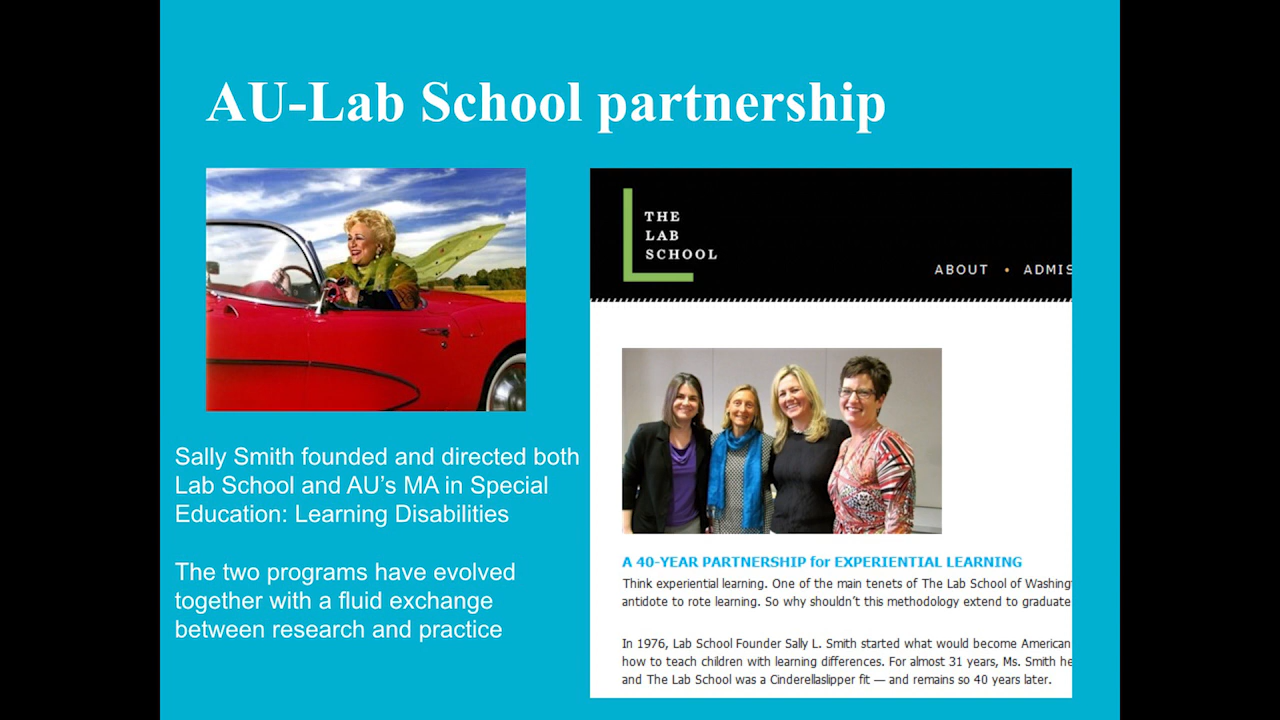 AU-Lab School partnership
Sally Smith founded and directed both
Lab School and AU’s MA in Special
Education: Learning Disabilities
The two programs have evolved
together with a fluid exchange
between research and practice
THE
LAB
SCHOOL
ABOUT • ADMIS
A 40-YEAR PARTNERSHIP for EXPERIENTIAL LEARNING
Think experiential learning. One of the main tenets of The Lab School of Washing
antidote to rote learning. So why shouldn’t this methodology extend to graduate
In 1976, Lab School Founder Sally L. Smith started what would become American
how to teach children with learning differences. For almost 31 years, Ms. Smith he
and The Lab School was a Cinderellaslipper fit — and remains so 40 years later.